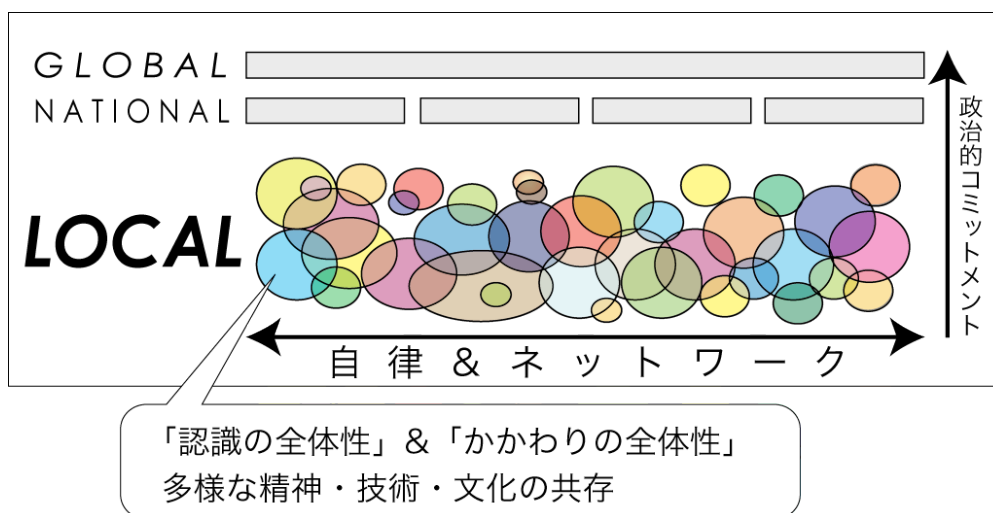 GLOBAL
NATIONAL
LOCAL
政治的コミットメント
自律&ネットワーク
「認識の全体性」&「かかわりの全体性」
多様な精神・技術・文化の共存